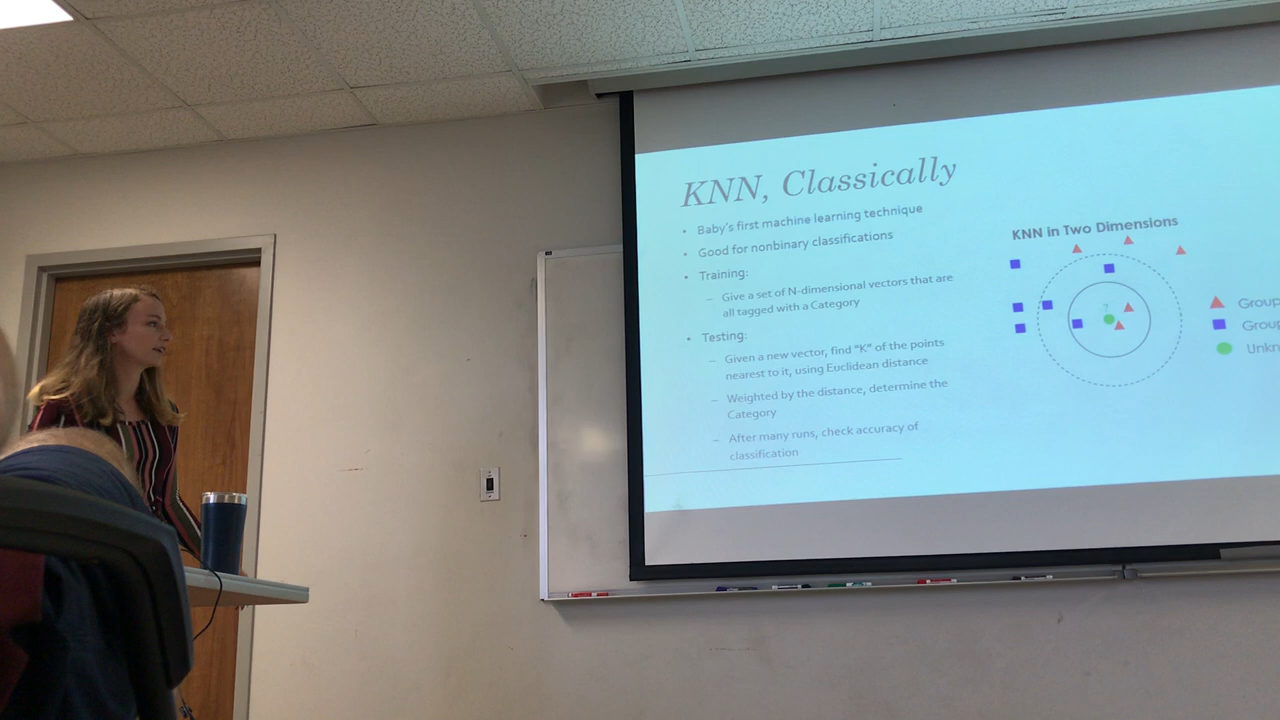 KNN, Classically
Baby's first machine learning technique
Good for nonbinary classifications
Training:
Give a set of N-dimensional vectors that are
all tagged with a Category
Testing:
Given a new vector, find "K" of the points
nearest to it, using Euclidean distance
Weighted by the distance, determine the
Category
After many runs, check accuracy of
classification
KNN in Two Dimensions
?